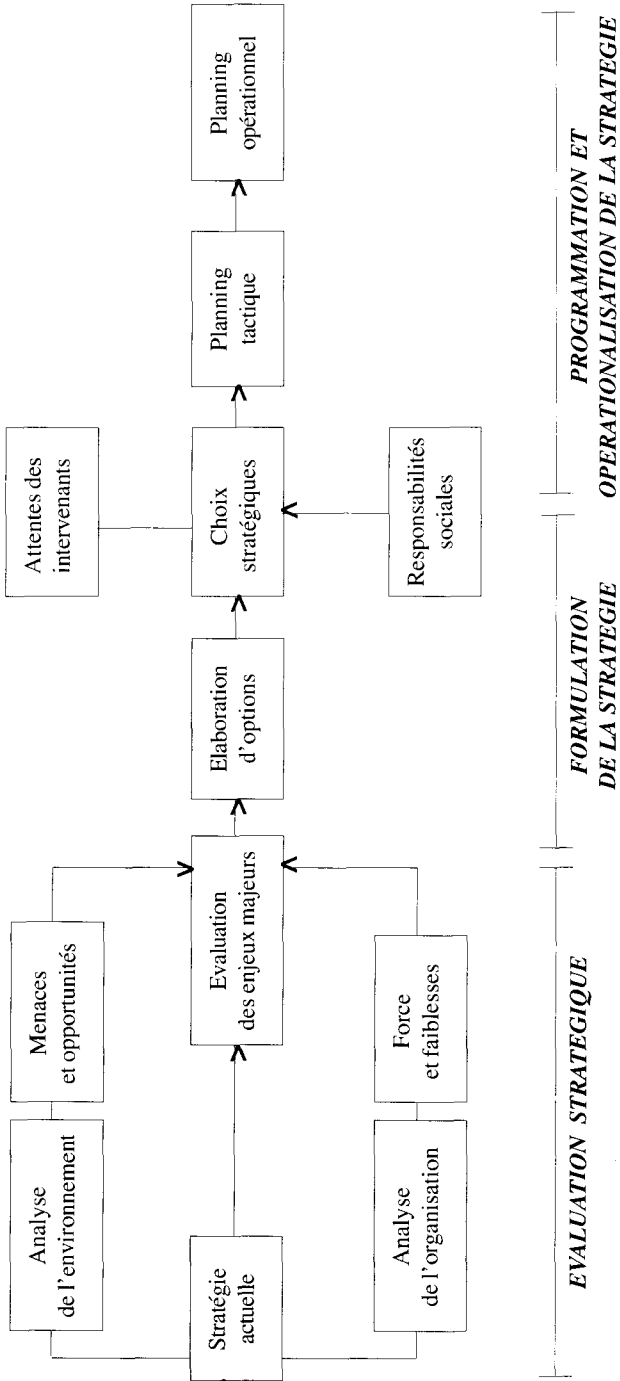 Analyse
de l'environnement
Menaces
et opportunités
Attentes des
intervenants
Stratégie
actuelle
Evaluation
des enjeux majeurs
Elaboration
d'options
Choix
stratégiques
Planning
tactique
Planning
opérationnel
Analyse
de l'organisation
Force
et faiblesses
Responsabilités
sociales
EVALUATION STRATEGIQUE
FORMULATION
DE LA STRATEGIE
PROGRAMMATION ET
OPERATIONALISATION DE LA STRATEGIE